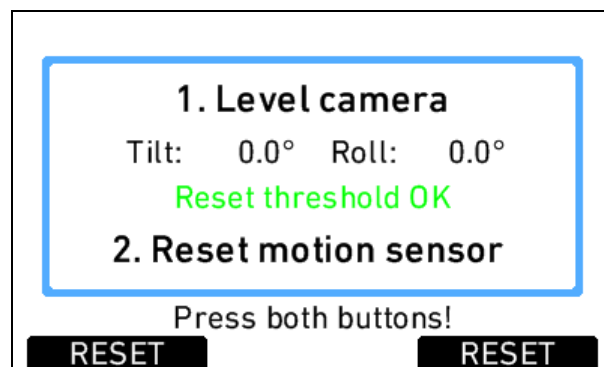 1. Level camera
Tilt: 0.0° Roll: 0.0°
Reset threshold OK
2. Reset motion sensor
Press both buttons!
RESET RESET